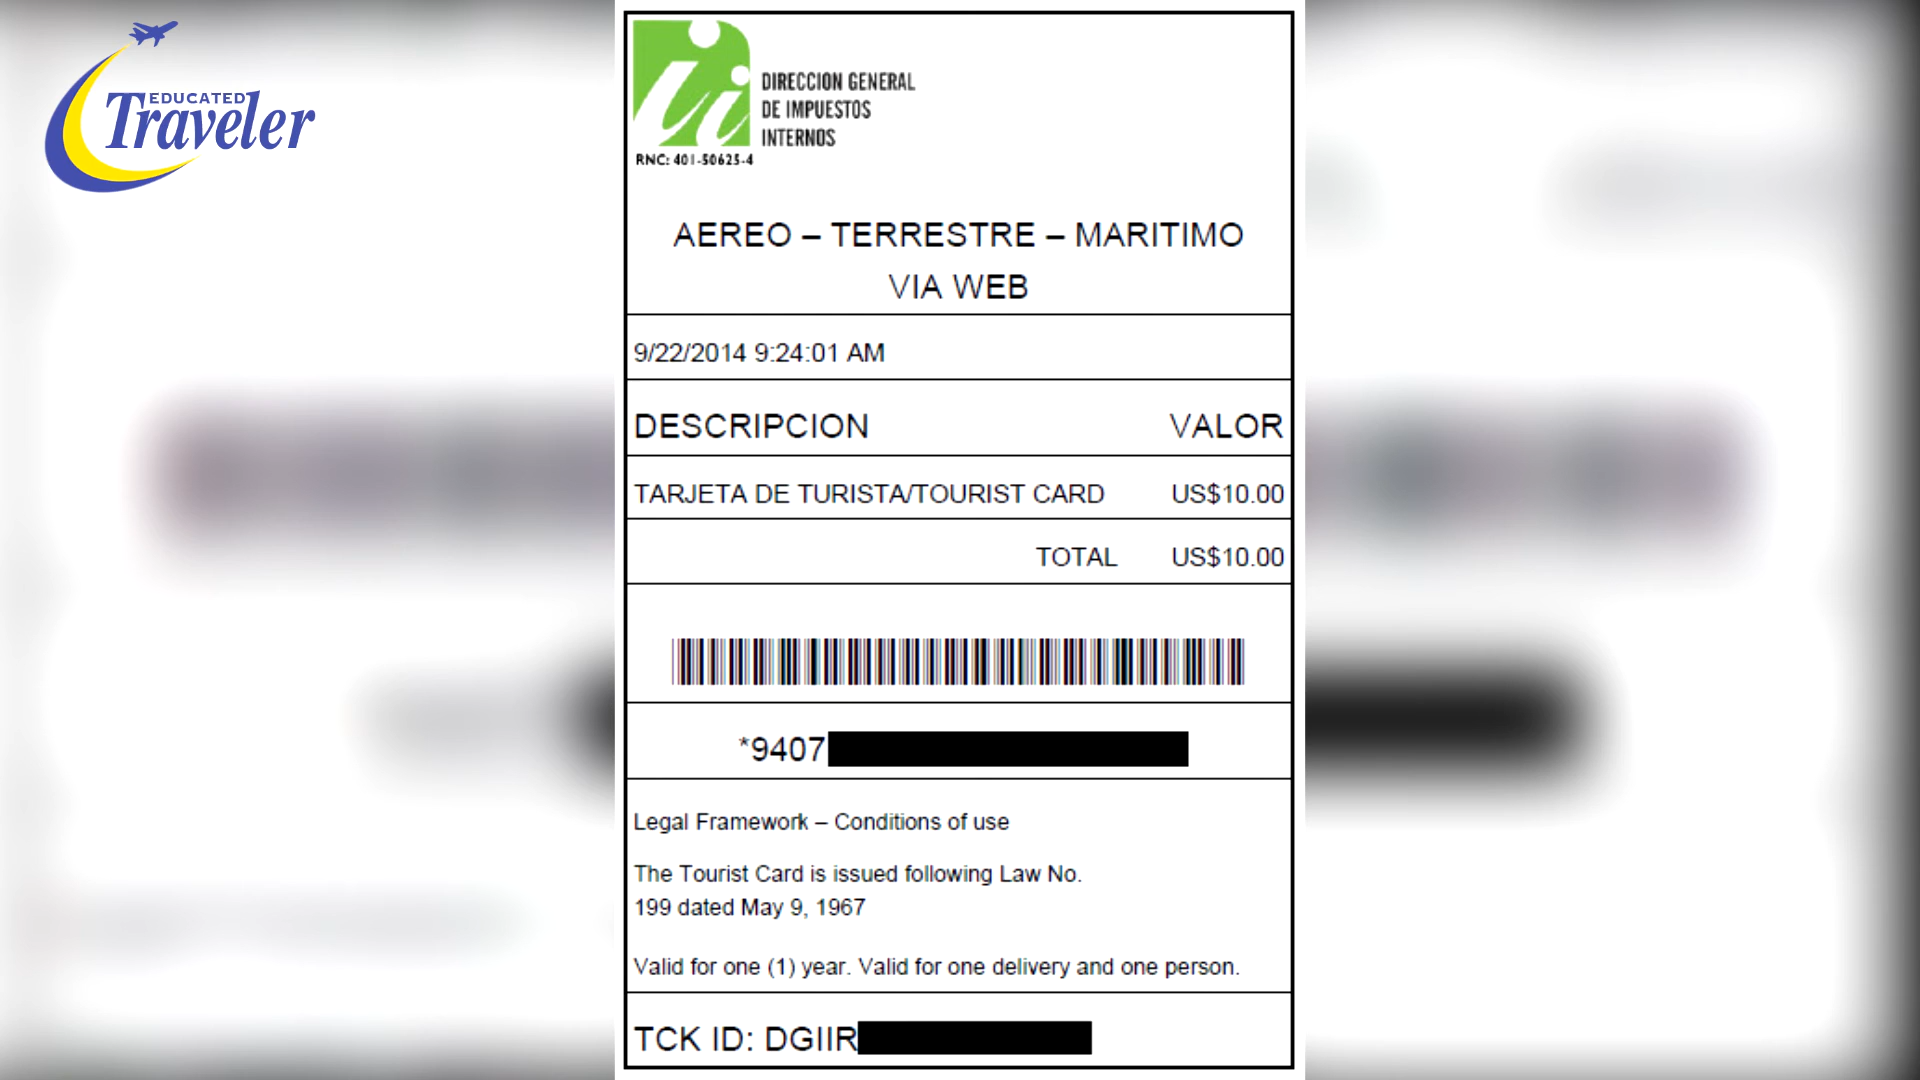 EDUCATED
Traveler
DIRECCION GENERAL
DE IMPUESTOS
INTERNOS
RNC: 401-50625-4
AEREO – TERRESTRE – MARITIMO
VIA WEB
9/22/2014 9:24:01 AM
DESCRIPCION VALOR
TARJETA DE TURISTA/TOURIST CARD US$10.00
TOTAL US$10.00
*9407
Legal Framework – Conditions of use
The Tourist Card is issued following Law No.
199 dated May 9, 1967
Valid for one (1) year. Valid for one delivery and one person.
TCK ID: DGIIR